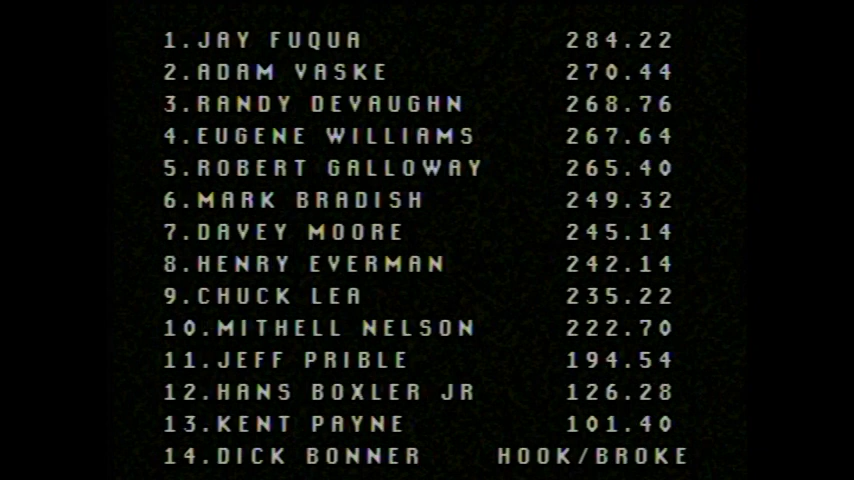 1.JAY FUQUA 284.22
2.ADAM VASKE 270.44
3.RANDY DEVAUGHN 268.76
4.EUGENE WILLIAMS 267.64
5.ROBERT GALLOWAY 265.40
6.MARK BRADISH 249.32
7.DAVEY MOORE 245.14
8.HENRY EVERMAN 242.14
9.CHUCK LEA 235.22
10.MITHELL NELSON 222.70
11.JEFF PRIBLE 194.54
12.HANS BOXLER JR 126.28
13.KENT PAYNE 101.40
14.DICK BONNER HOOK/BROKE